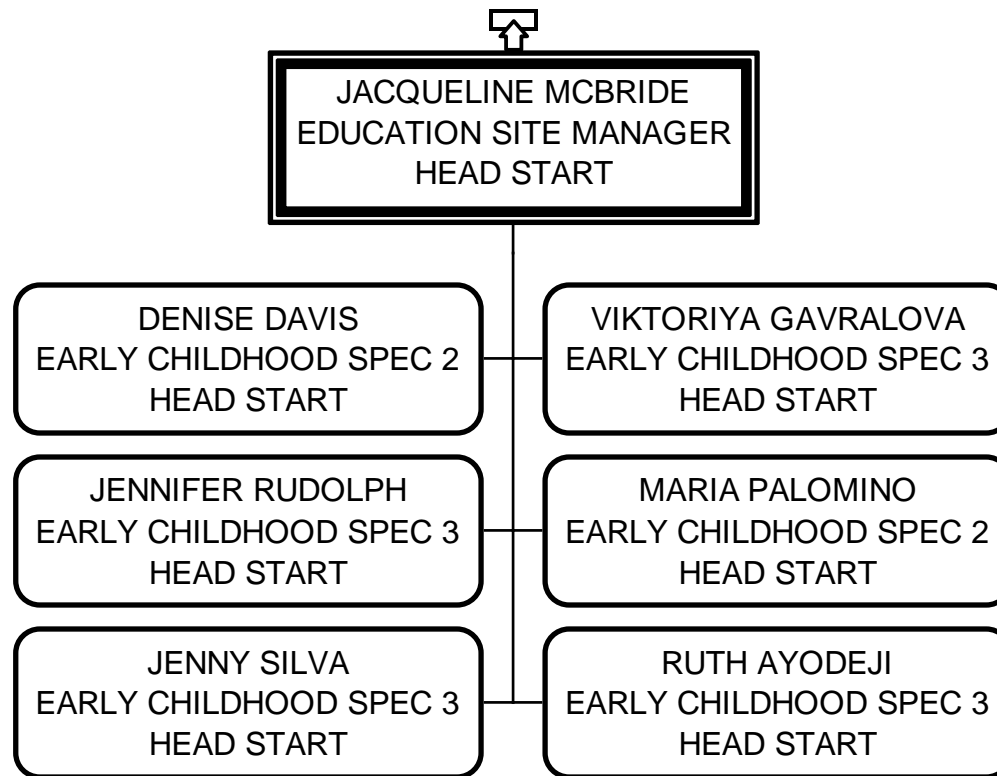 JACQUELINE MCBRIDE
EDUCATION SITE MANAGER
HEAD START
DENISE DAVIS
EARLY CHILDHOOD SPEC 2
HEAD START
VIKTORIYA GAVRALOVA
EARLY CHILDHOOD SPEC 3
HEAD START
JENNIFER RUDOLPH
EARLY CHILDHOOD SPEC 3
HEAD START
MARIA PALOMINO
EARLY CHILDHOOD SPEC 2
HEAD START
JENNY SILVA
EARLY CHILDHOOD SPEC 3
HEAD START
RUTH AYODEJI
EARLY CHILDHOOD SPEC 3
HEAD START